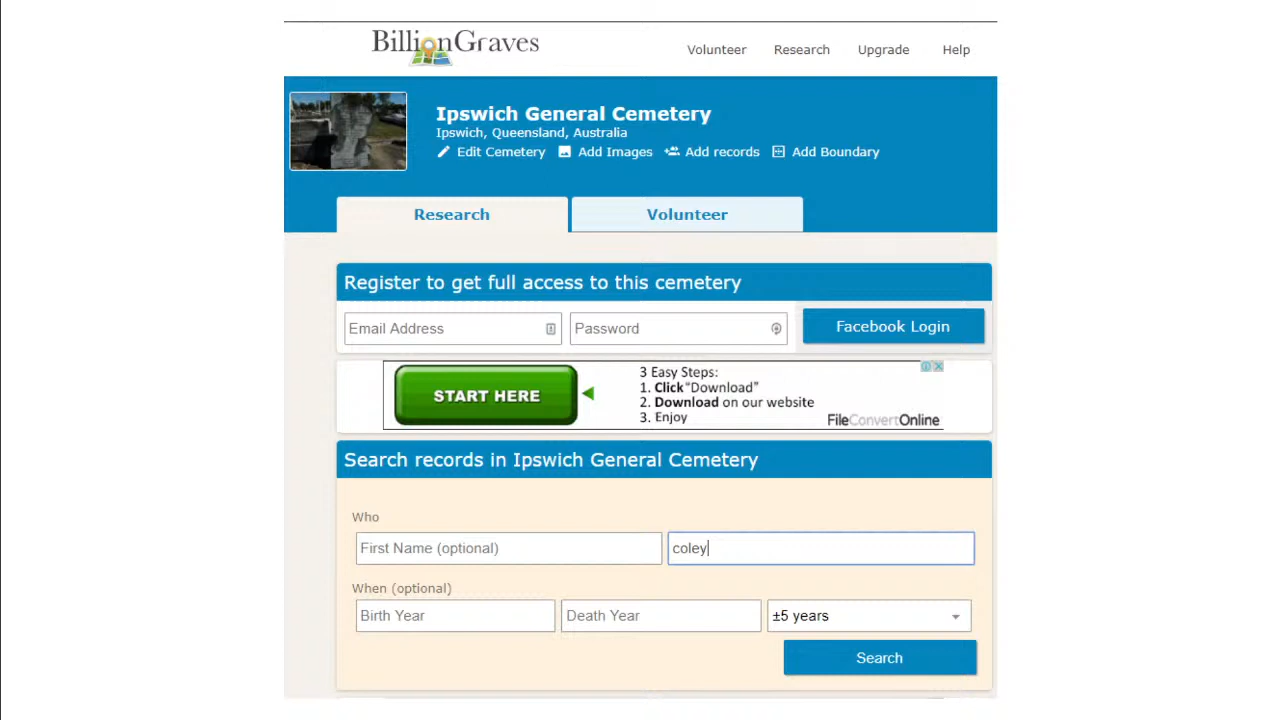 BillionGraves
Volunteer Research Upgrade Help
Ipswich General Cemetery
Ipswich, Queensland, Australia
Edit Cemetery Add Images Add records Add Boundary
Research Volunteer
Register to get full access to this cemetery
Email Address Password Facebook Login
START HERE
3 Easy Steps:
1. Click "Download"
2. Download on our website
3. Enjoy
FileConvertOnline
Search records in Ipswich General Cemetery
Who
First Name (optional) coley
When (optional)
Birth Year Death Year ±5 years
Search